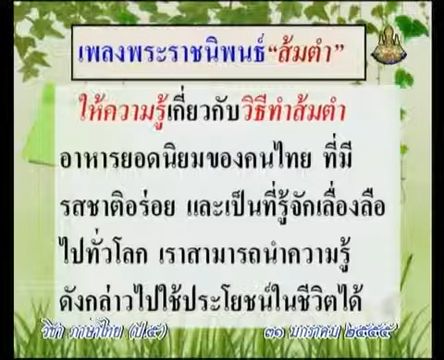 เพลงพระราชนิพนธ์“ส้มตำ”
ให้ความรู้เกี่ยวกับวิธีทำส้มตำ
อาหารยอดนิยมของคนไทย ที่มี
รสชาติอร่อย และเป็นที่รู้จักเลื่องลือ
ไปทั่วโลก เราสามารถนำความรู้
ดังกล่าวไปใช้ประโยชน์ในชีวิตได้
วิชา ภาษาไทย (ป.๕) ๓๑ มกราคม ๒๕๕๕